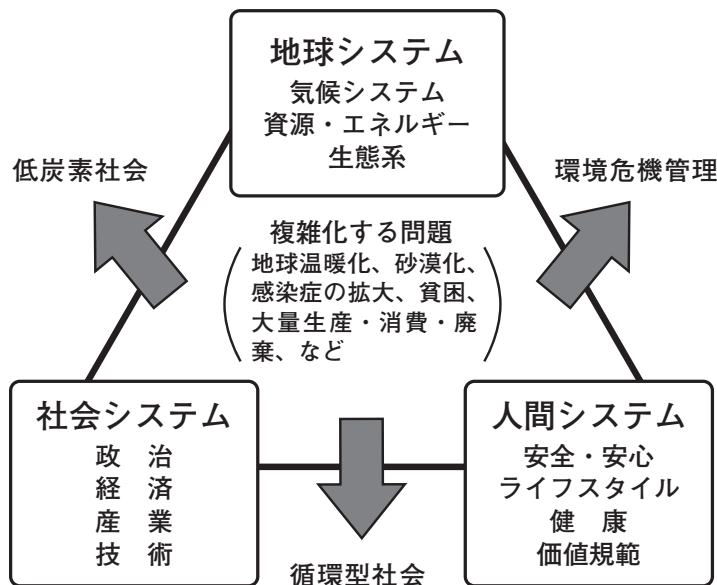 地球システム
気候システム
資源・エネルギー
生態系
低炭素社会
環境危機管理
複雑化する問題
(地球温暖化、砂漠化、
感染症の拡大、貧困、
大量生産・消費・廃
棄、など)
社会システム
政　治
経　済
産　業
技　術
人間システム
安全・安心
ライフスタイル
健　康
価値規範
循環型社会